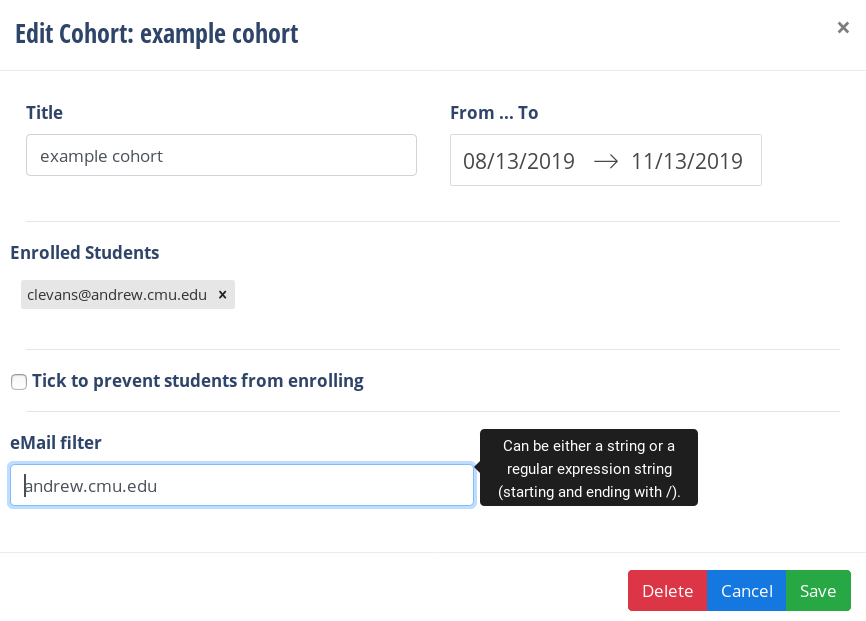 Edit Cohort: example cohort
×
Title
From ... To
example cohort
08/13/2019 → 11/13/2019
Enrolled Students
clevans@andrew.cmu.edu ×
Tick to prevent students from enrolling
eMail filter
andrew.cmu.edu
Can be either a string or a
regular expression string
(starting and ending with /).
Delete Cancel Save